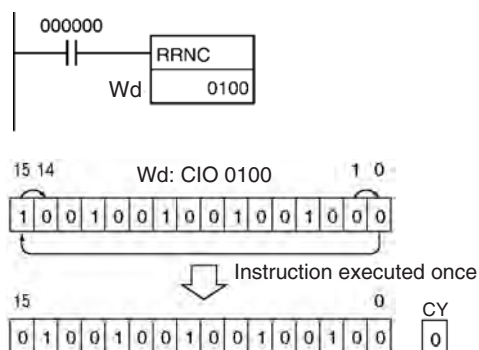 000000
RRNC
Wd 0100
15 14 Wd: CIO 0100 1 0
1 0 0 1 0 0 1 0 0 1 0 0 1 0 0 0
Instruction executed once
15 0 CY
0 1 0 0 1 0 0 1 0 0 1 0 0 1 0 0 0